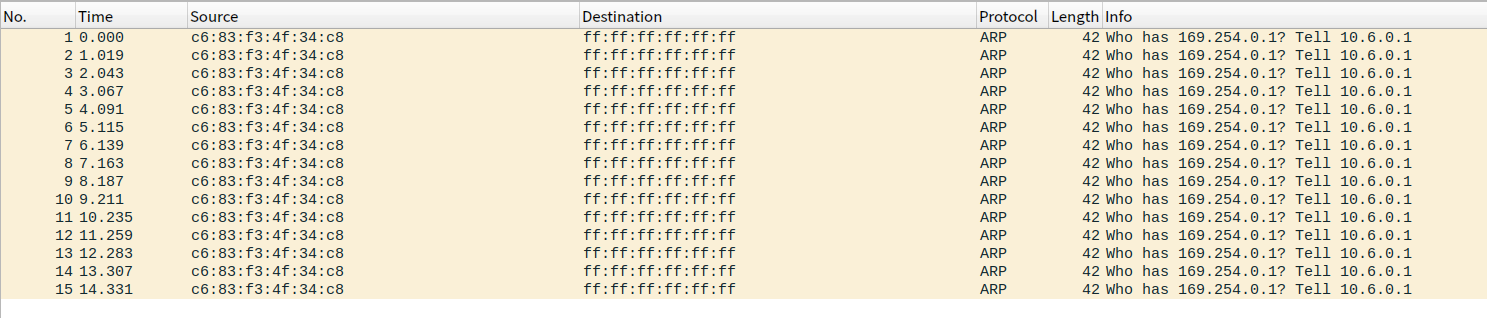 No. Time Source Destination Protocol Length Info
1 0.000 c6:83:f3:4f:34:c8 ff:ff:ff:ff:ff:ff ARP 42 Who has 169.254.0.1? Tell 10.6.0.1
2 1.019 c6:83:f3:4f:34:c8 ff:ff:ff:ff:ff:ff ARP 42 Who has 169.254.0.1? Tell 10.6.0.1
3 2.043 c6:83:f3:4f:34:c8 ff:ff:ff:ff:ff:ff ARP 42 Who has 169.254.0.1? Tell 10.6.0.1
4 3.067 c6:83:f3:4f:34:c8 ff:ff:ff:ff:ff:ff ARP 42 Who has 169.254.0.1? Tell 10.6.0.1
5 4.091 c6:83:f3:4f:34:c8 ff:ff:ff:ff:ff:ff ARP 42 Who has 169.254.0.1? Tell 10.6.0.1
6 5.115 c6:83:f3:4f:34:c8 ff:ff:ff:ff:ff:ff ARP 42 Who has 169.254.0.1? Tell 10.6.0.1
7 6.139 c6:83:f3:4f:34:c8 ff:ff:ff:ff:ff:ff ARP 42 Who has 169.254.0.1? Tell 10.6.0.1
8 7.163 c6:83:f3:4f:34:c8 ff:ff:ff:ff:ff:ff ARP 42 Who has 169.254.0.1? Tell 10.6.0.1
9 8.187 c6:83:f3:4f:34:c8 ff:ff:ff:ff:ff:ff ARP 42 Who has 169.254.0.1? Tell 10.6.0.1
10 9.211 c6:83:f3:4f:34:c8 ff:ff:ff:ff:ff:ff ARP 42 Who has 169.254.0.1? Tell 10.6.0.1
11 10.235 c6:83:f3:4f:34:c8 ff:ff:ff:ff:ff:ff ARP 42 Who has 169.254.0.1? Tell 10.6.0.1
12 11.259 c6:83:f3:4f:34:c8 ff:ff:ff:ff:ff:ff ARP 42 Who has 169.254.0.1? Tell 10.6.0.1
13 12.283 c6:83:f3:4f:34:c8 ff:ff:ff:ff:ff:ff ARP 42 Who has 169.254.0.1? Tell 10.6.0.1
14 13.307 c6:83:f3:4f:34:c8 ff:ff:ff:ff:ff:ff ARP 42 Who has 169.254.0.1? Tell 10.6.0.1
15 14.331 c6:83:f3:4f:34:c8 ff:ff:ff:ff:ff:ff ARP 42 Who has 169.254.0.1? Tell 10.6.0.1